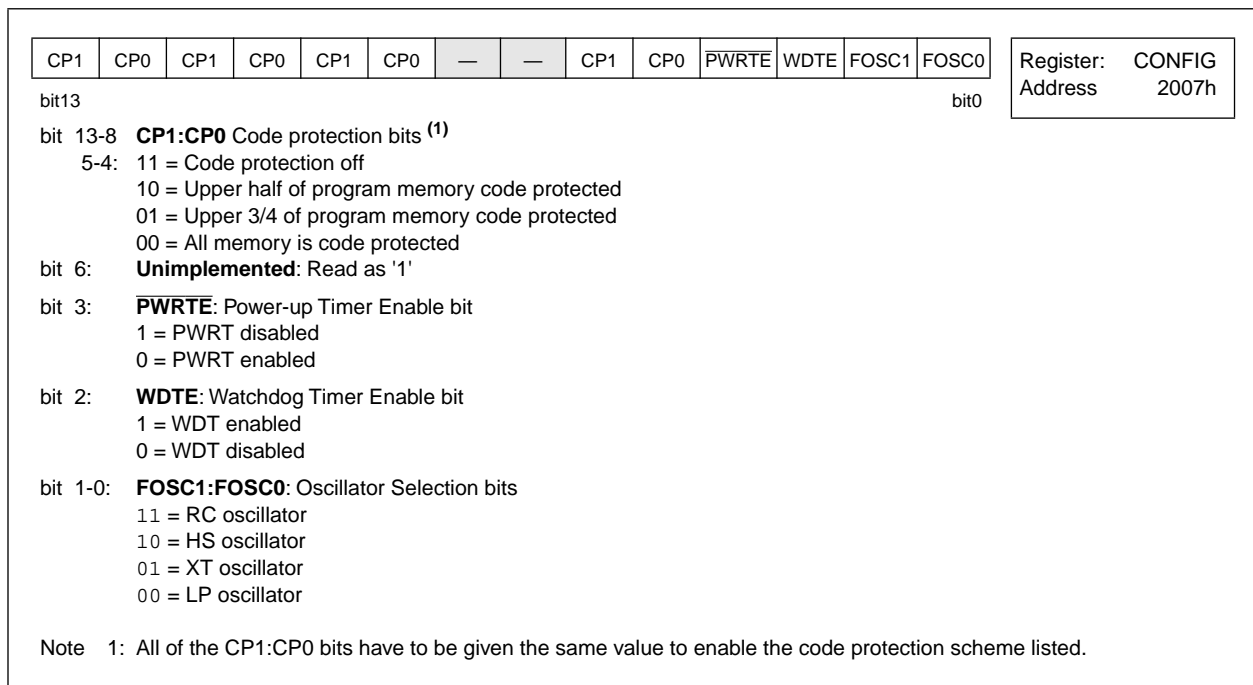 CP1 CP0 CP1 CP0 CP1 CP0 — — CP1 CP0 PWRTE WDTE FOSC1 FOSC0
bit13 bit0
Register: CONFIG
Address 2007h
bit 13-8 CP1:CP0 Code protection bits (1)
5-4: 11 = Code protection off
10 = Upper half of program memory code protected
01 = Upper 3/4 of program memory code protected
00 = All memory is code protected
bit 6: Unimplemented: Read as '1'
bit 3: PWRTE: Power-up Timer Enable bit
1 = PWRT disabled
0 = PWRT enabled
bit 2: WDTE: Watchdog Timer Enable bit
1 = WDT enabled
0 = WDT disabled
bit 1-0: FOSC1:FOSC0: Oscillator Selection bits
11 = RC oscillator
10 = HS oscillator
01 = XT oscillator
00 = LP oscillator
Note 1: All of the CP1:CP0 bits have to be given the same value to enable the code protection scheme listed.